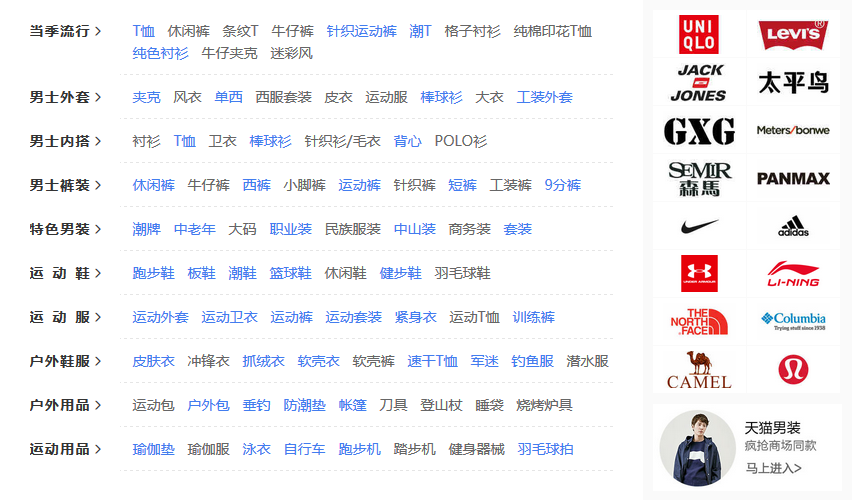 当季流行 > T恤 休闲裤 条纹T 牛仔裤 针织运动裤 潮T 格子衬衫 纯棉印花T恤
纯色衬衫 牛仔夹克 迷彩风
男士外套 > 夹克 风衣 单西 西服套装 皮衣 运动服 棒球衫 大衣 工装外套
男士内搭 > 衬衫 T恤 卫衣 棒球衫 针织衫/毛衣 背心 POLO衫
男士裤装 > 休闲裤 牛仔裤 西裤 小脚裤 运动裤 针织裤 短裤 工装裤 9分裤
特色男装 > 潮牌 中老年 大码 职业装 民族服装 中山装 商务装 套装
运 动 鞋 > 跑步鞋 板鞋 潮鞋 篮球鞋 休闲鞋 健步鞋 羽毛球鞋
运 动 服 > 运动外套 运动卫衣 运动裤 运动套装 紧身衣 运动T恤 训练裤
户外鞋服 > 皮肤衣 冲锋衣 抓绒衣 软壳衣 软壳裤 速干T恤 军迷 钓鱼服 潜水服
户外用品 > 运动包 户外包 垂钓 防潮垫 帐篷 刀具 登山杖 睡袋 烧烤炉具
运动用品 > 瑜伽垫 瑜伽服 泳衣 自行车 跑步机 踏步机 健身器械 羽毛球拍
UNI
QLO
LEVI'S
JACK
JONES
太平鸟
GXG
Meters/bonwe
SEMIR
森馬
PANMAX
adidas
UNDER ARMOUR
LI-NING
THE
NORTH
FACE
Columbia
Trying stuff since 1938
CAMEL
天猫男装
疯抢商场同款
马上进入>